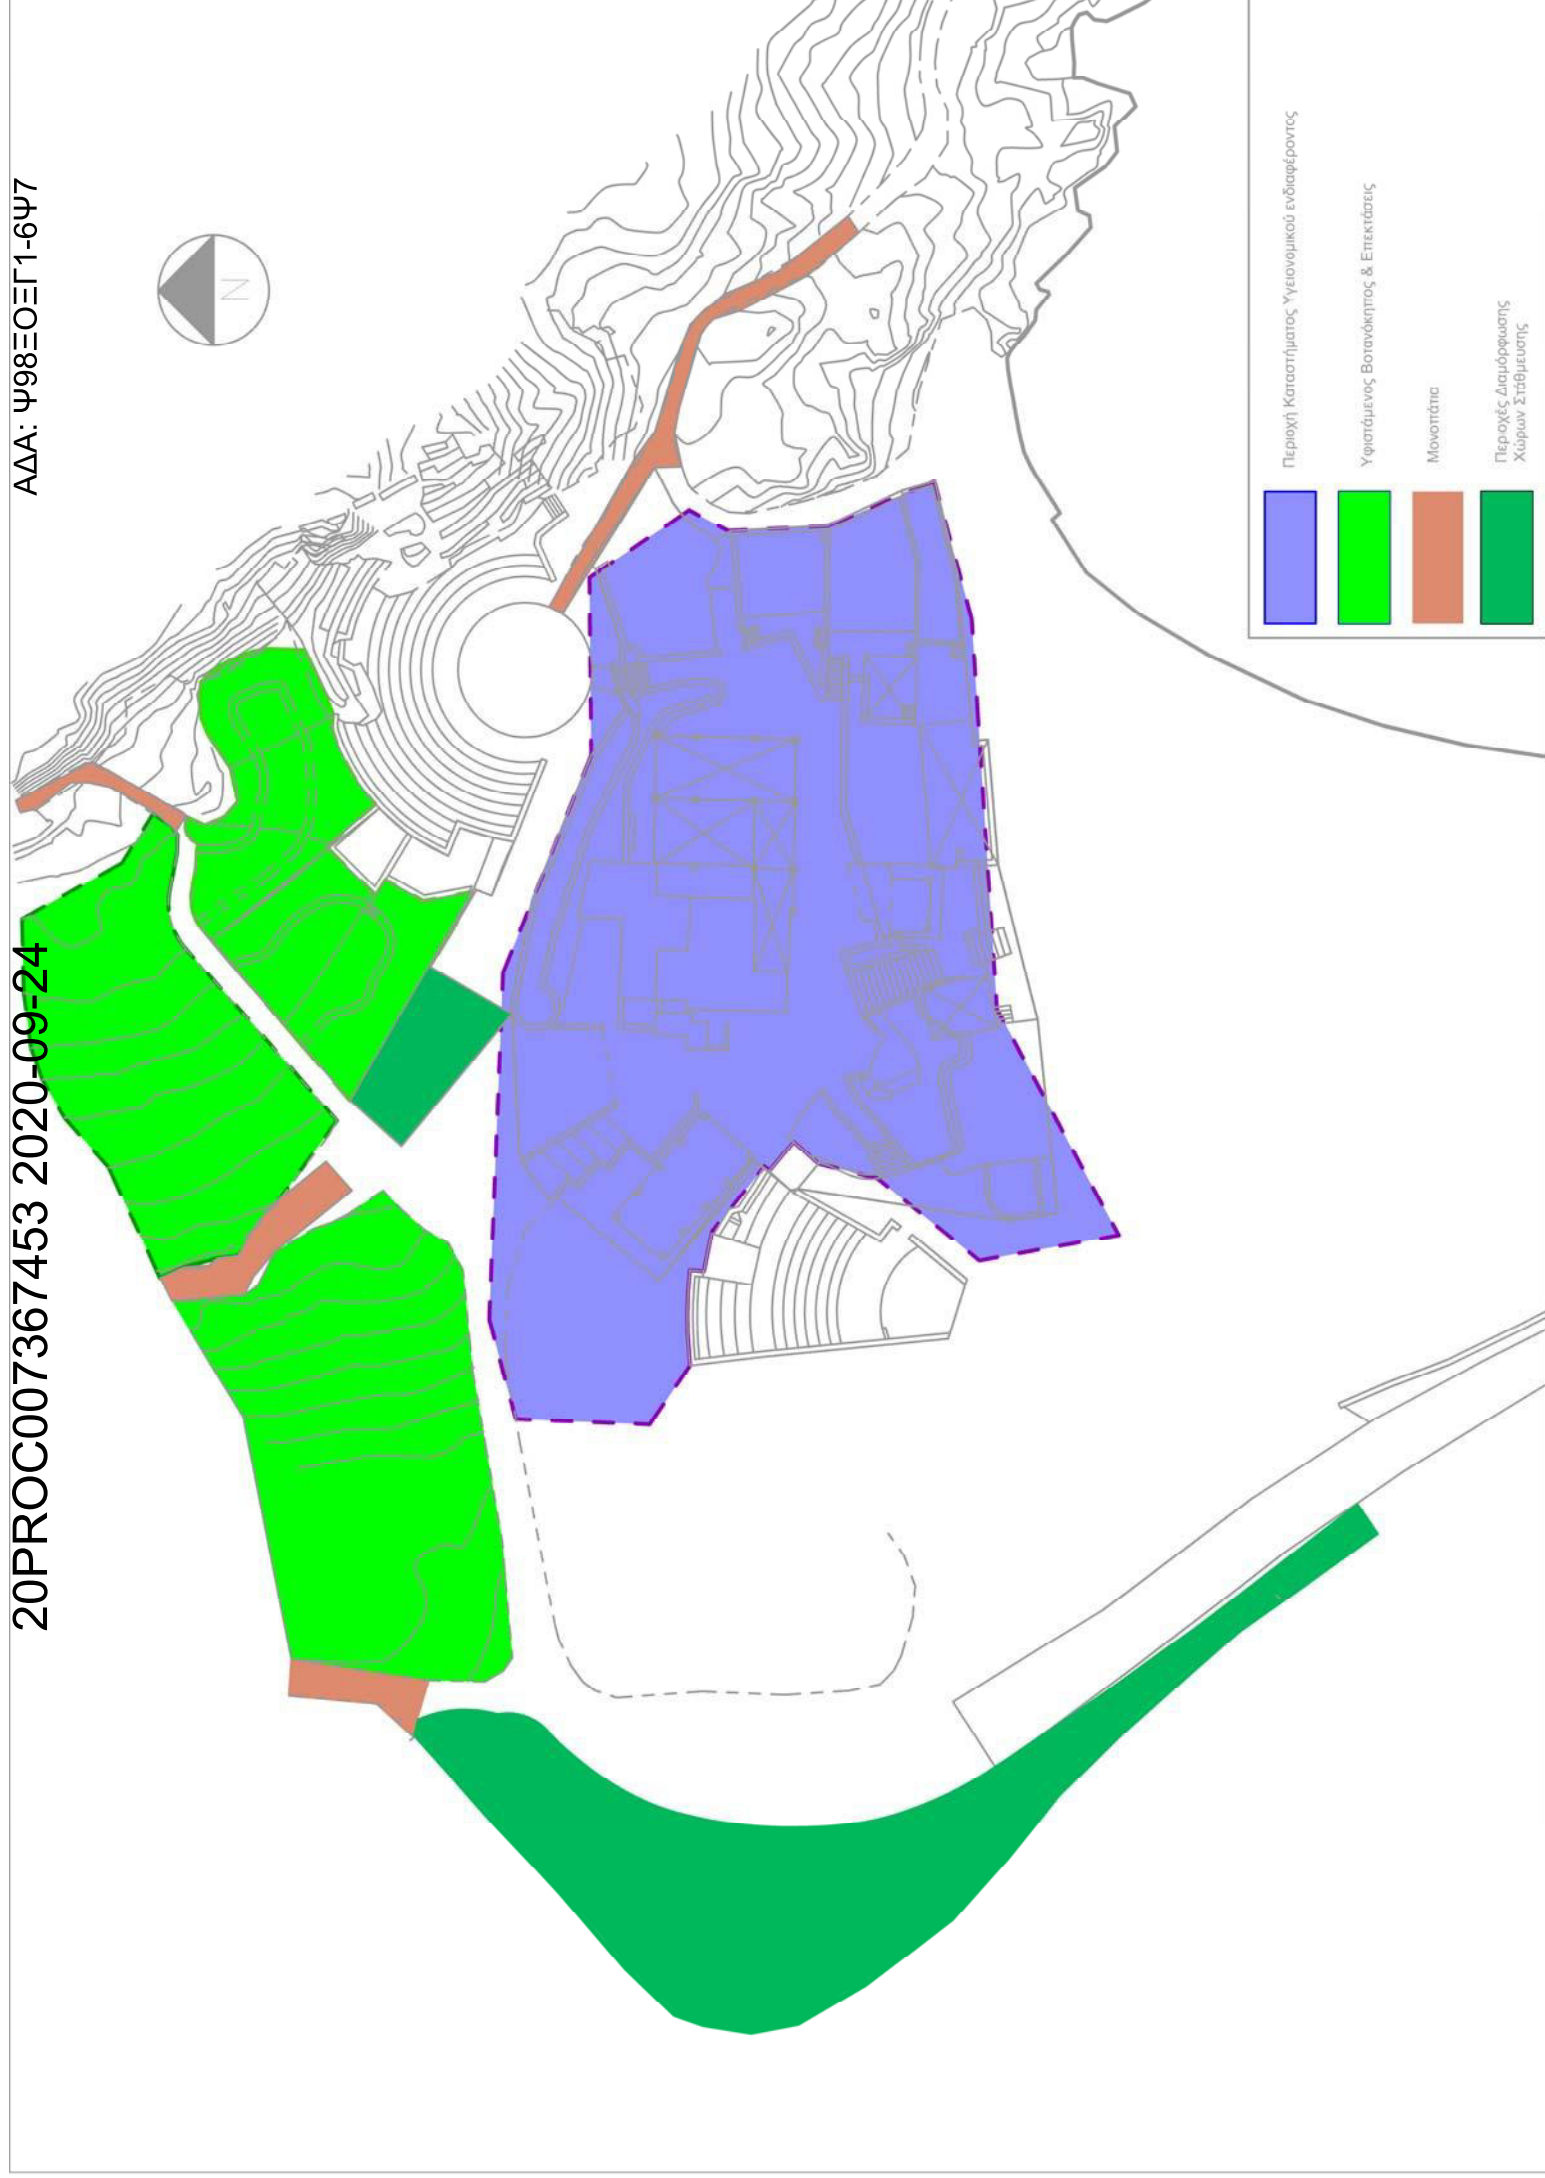 ΑΔΑ: Ψ98ΞΟΞΓ1-6Ψ7
20PROC007367453 2020-09-24
N
Περιοχή Καταστήματος Υγειονομικού ενδιαφέροντος
Υφιστάμενος Βοτανόκηπος & Επεκτάσεις
Μονοπάτια
Περιοχές Διαμόρφωσης
Χώρων Στάθμευσης